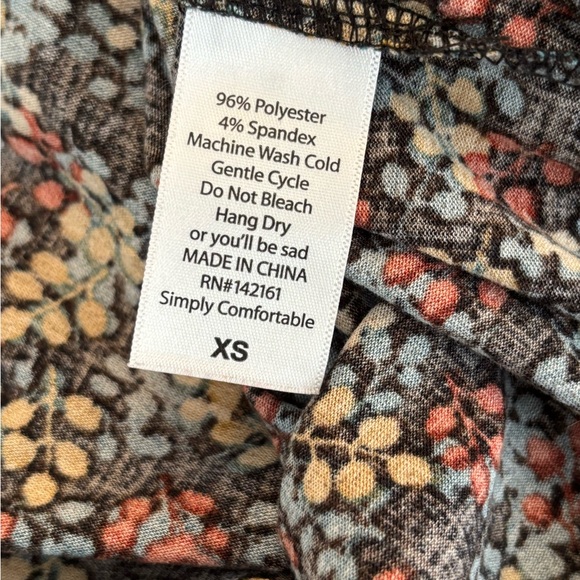 96% Polyester
4% Spandex
Machine Wash Cold
Gentle Cycle
Do Not Bleach
Hang Dry
or you'll be sad
MADE IN CHINA
RN#142161
Simply Comfortable
XS